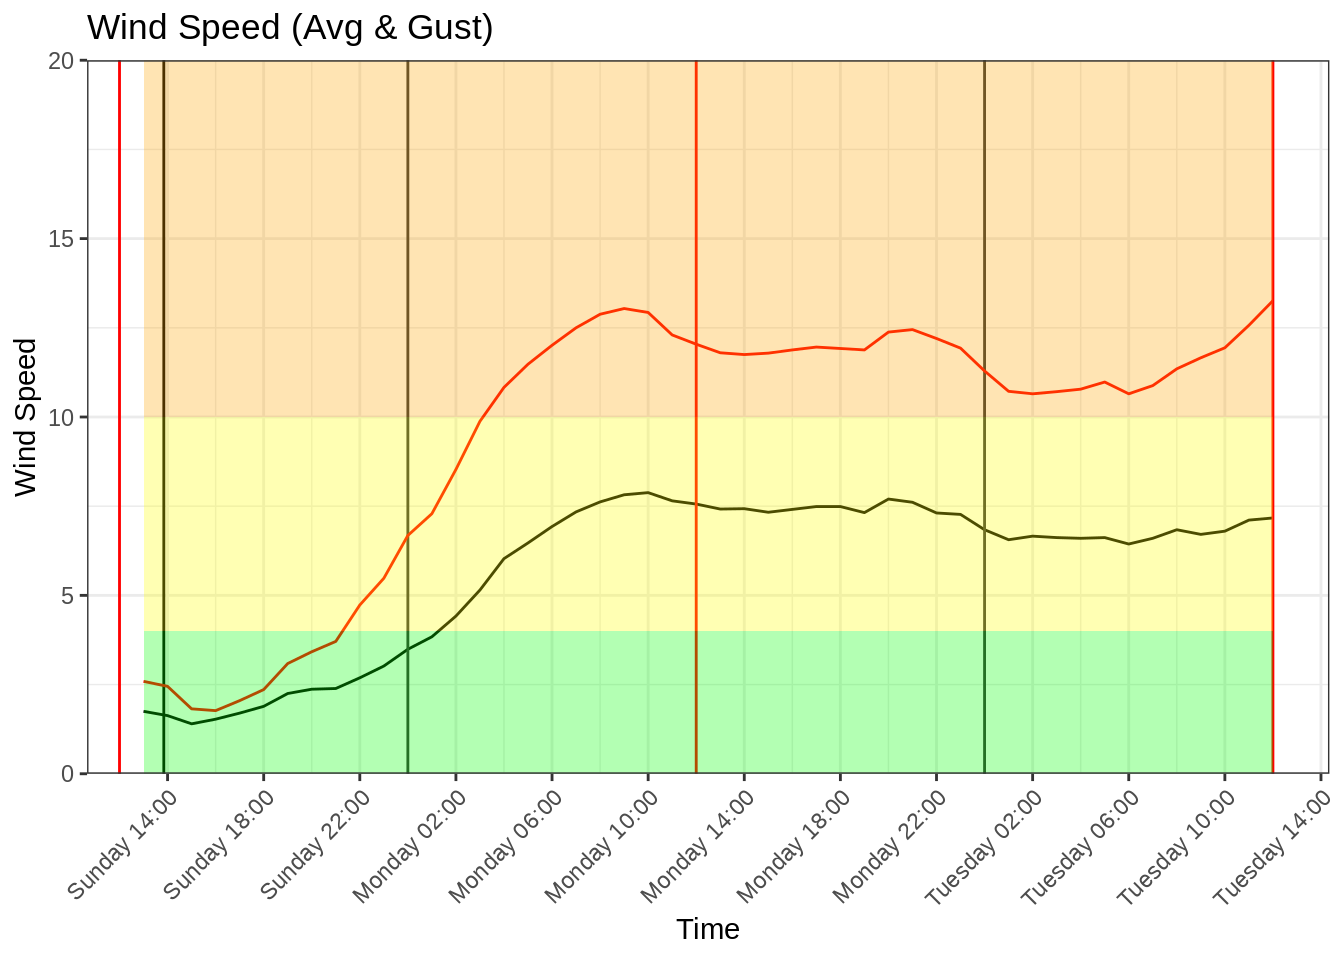 Wind Speed (Avg & Gust)
Wind Speed
20
15
10
5
0
Sunday 14:00
Sunday 18:00
Sunday 22:00
Monday 02:00
Monday 06:00
Monday 10:00
Monday 14:00
Monday 18:00
Monday 22:00
Tuesday 02:00
Tuesday 06:00
Tuesday 10:00
Tuesday 14:00
Time